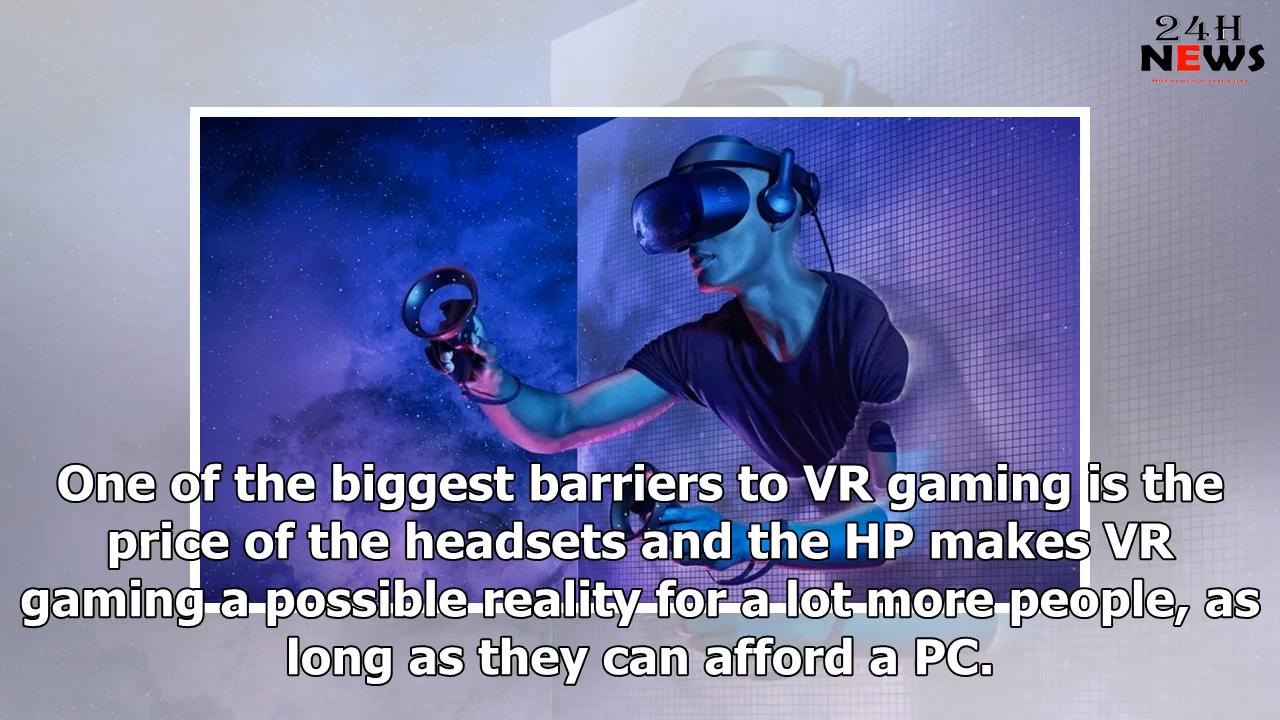 24H
NEWS
One of the biggest barriers to VR gaming is the
price of the headsets and the HP makes VR
gaming a possible reality for a lot more people, as
long as they can afford a PC.